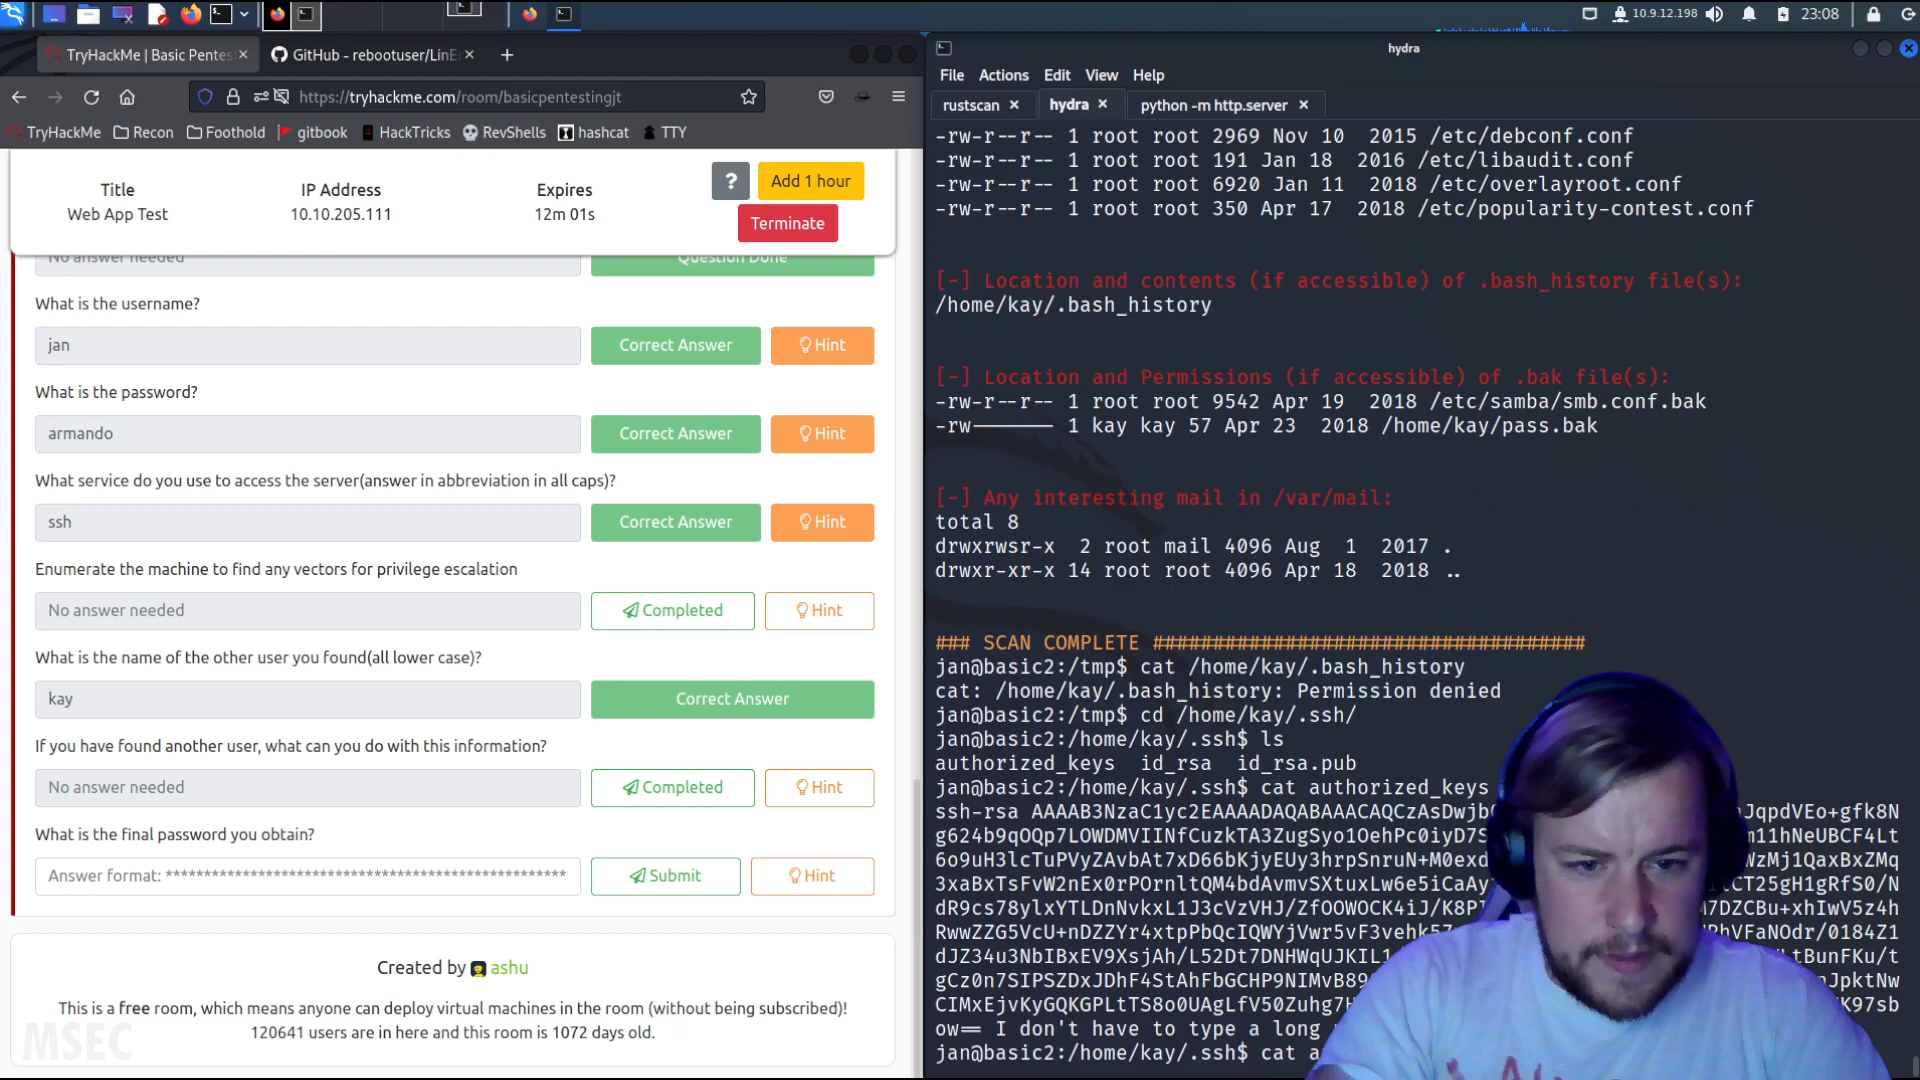 10.9.12.198
23:08
TryHackMe | Basic Pentes
GitHub - rebootuser/LinE
https://tryhackme.com/room/basicpentestingjt
TryHackMe Recon Foothold gitbook HackTricks RevShells hashcat TTY
Title IP Address Expires
Web App Test 10.10.205.111 12m 01s
? Add 1 hour
Terminate
No answer needed Question Done
What is the username?
jan Correct Answer Hint
What is the password?
armando Correct Answer Hint
What service do you use to access the server(answer in abbreviation in all caps)?
ssh Correct Answer Hint
Enumerate the machine to find any vectors for privilege escalation
No answer needed Completed Hint
What is the name of the other user you found(all lower case)?
kay Correct Answer
If you have found another user, what can you do with this information?
No answer needed Completed Hint
What is the final password you obtain?
Answer format: **************************************************** Submit Hint
Created by ashu
This is a free room, which means anyone can deploy virtual machines in the room (without being subscribed)!
120641 users are in here and this room is 1072 days old.
MSEC
hydra
File Actions Edit View Help
rustscan hydra python -m http.server
-rw-r--r-- 1 root root 2969 Nov 10 2015 /etc/debconf.conf
-rw-r--r-- 1 root root 191 Jan 18 2016 /etc/libaudit.conf
-rw-r--r-- 1 root root 6920 Jan 11 2018 /etc/overlayroot.conf
-rw-r--r-- 1 root root 350 Apr 17 2018 /etc/popularity-contest.conf
[-] Location and contents (if accessible) of .bash_history file(s):
/home/kay/.bash_history
[-] Location and Permissions (if accessible) of .bak file(s):
-rw-r--r-- 1 root root 9542 Apr 19 2018 /etc/samba/smb.conf.bak
-rw------- 1 kay kay 57 Apr 23 2018 /home/kay/pass.bak
[-] Any interesting mail in /var/mail:
total 8
drwxrwsr-x 2 root mail 4096 Aug 1 2017 .
drwxr-xr-x 14 root root 4096 Apr 18 2018 ..
### SCAN COMPLETE ####################################
jan@basic2:/tmp$ cat /home/kay/.bash_history
cat: /home/kay/.bash_history: Permission denied
jan@basic2:/tmp$ cd /home/kay/.ssh/
jan@basic2:/home/kay/.ssh$ ls
authorized_keys id_rsa id_rsa.pub
jan@basic2:/home/kay/.ssh$ cat authorized_keys
ssh-rsa
ow== I don't have to type a long
jan@basic2:/home/kay/.ssh$ cat a